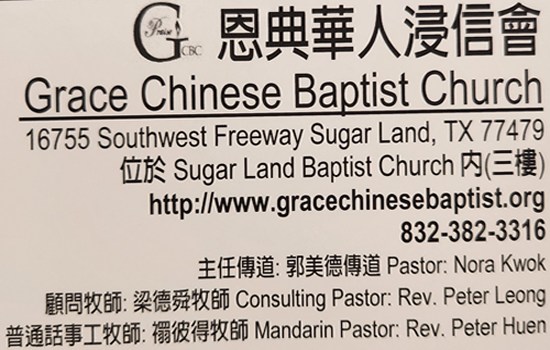 Praise
G CBC 恩典華人浸信會
Grace Chinese Baptist Church
16755 Southwest Freeway Sugar Land, TX 77479
位於 Sugar Land Baptist Church 內(三樓)
http://www.gracechinesebaptist.org
832-382-3316
主任傳道: 郭美德傳道 Pastor: Nora Kwok
顧問牧師: 梁德舜牧師 Consulting Pastor: Rev. Peter Leong
普通話事工牧師: 禤彼得牧師 Mandarin Pastor: Rev. Peter Huen